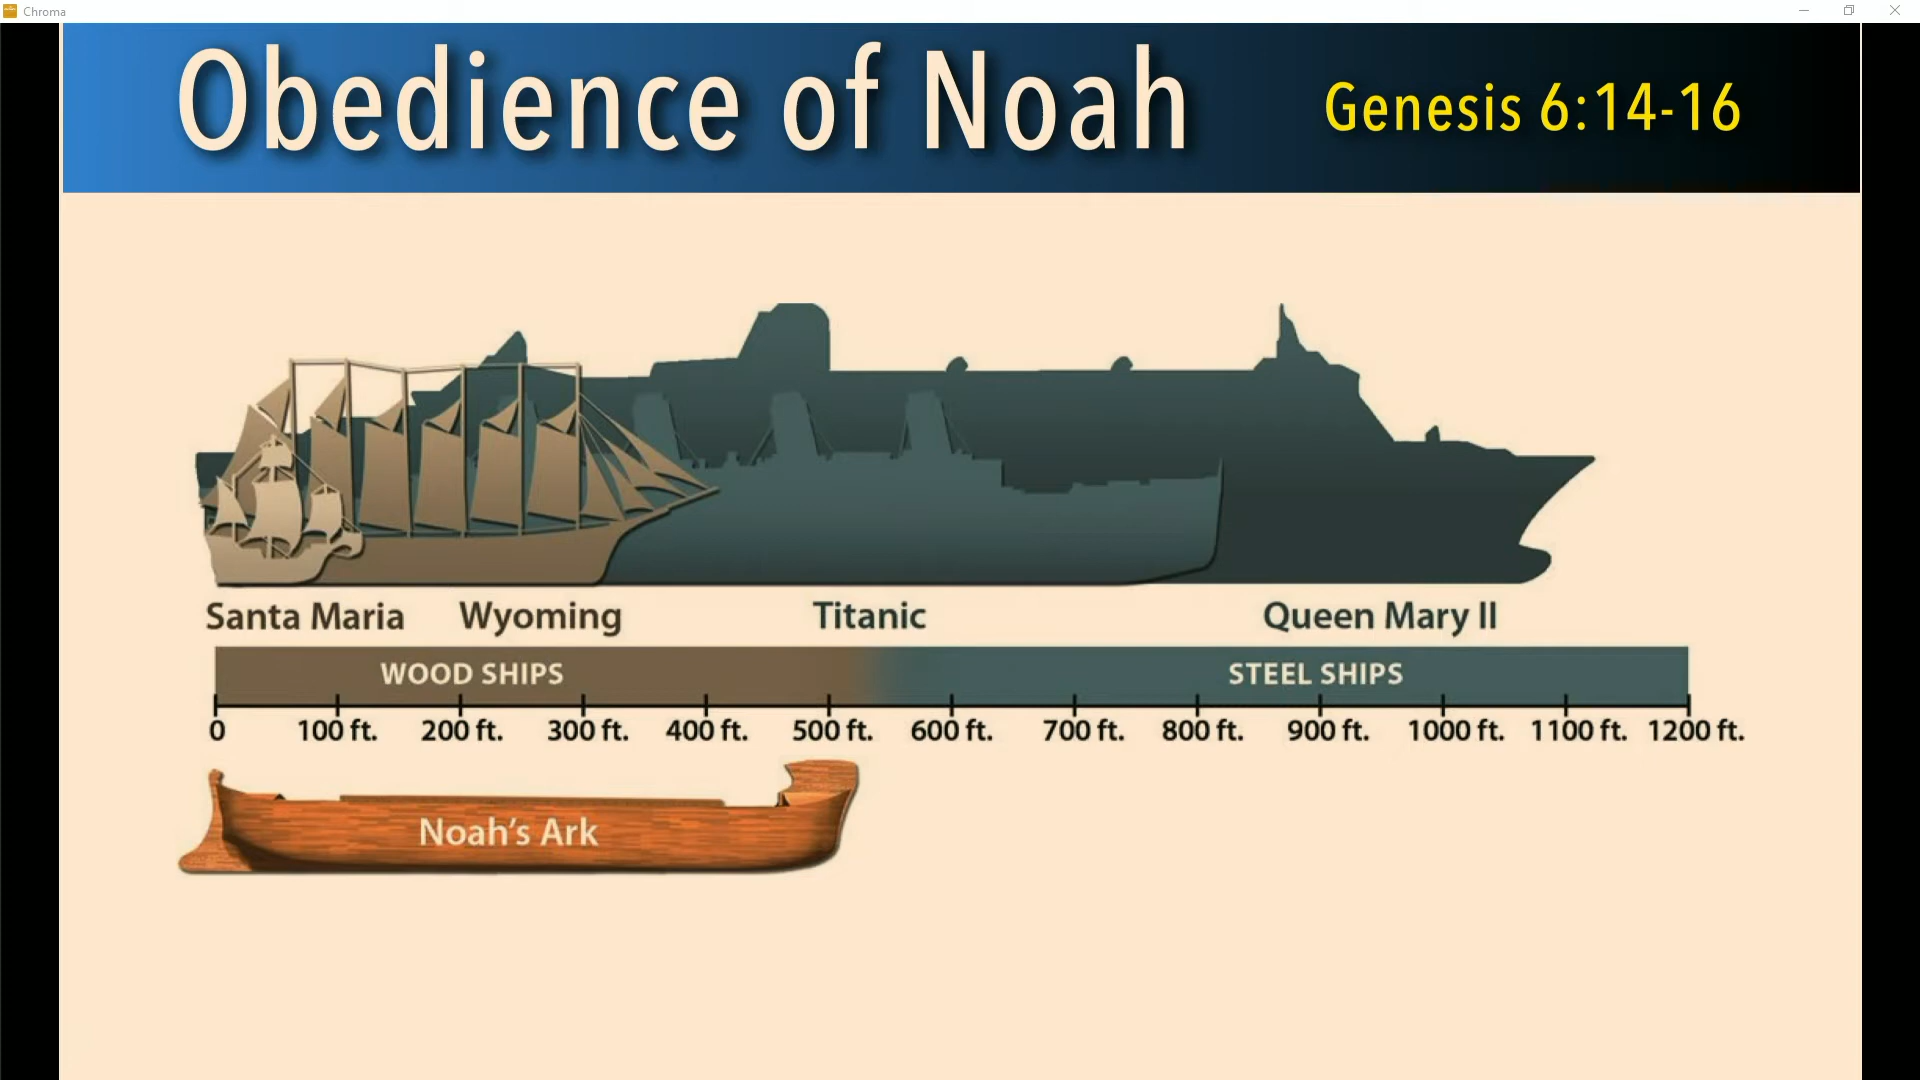 Chroma
Obedience of Noah
Genesis 6:14-16
Santa Maria Wyoming Titanic Queen Mary II
WOOD SHIPS STEEL SHIPS
0 100 ft. 200 ft. 300 ft. 400 ft. 500 ft. 600 ft. 700 ft. 800 ft. 900 ft. 1000 ft. 1100 ft. 1200 ft.
Noah's Ark